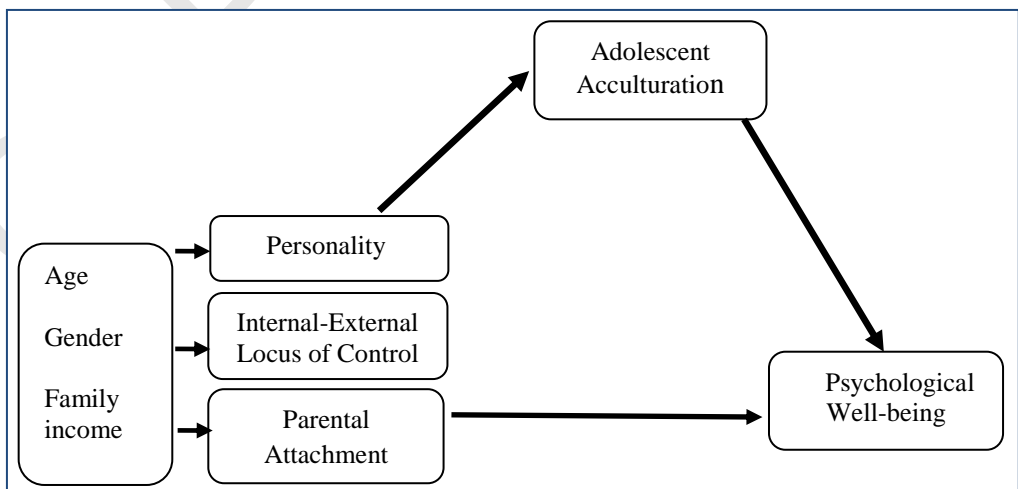 Adolescent
Acculturation
Personality
Age
Gender
Family
income
Internal-External
Locus of Control
Parental
Attachment
Psychological
Well-being